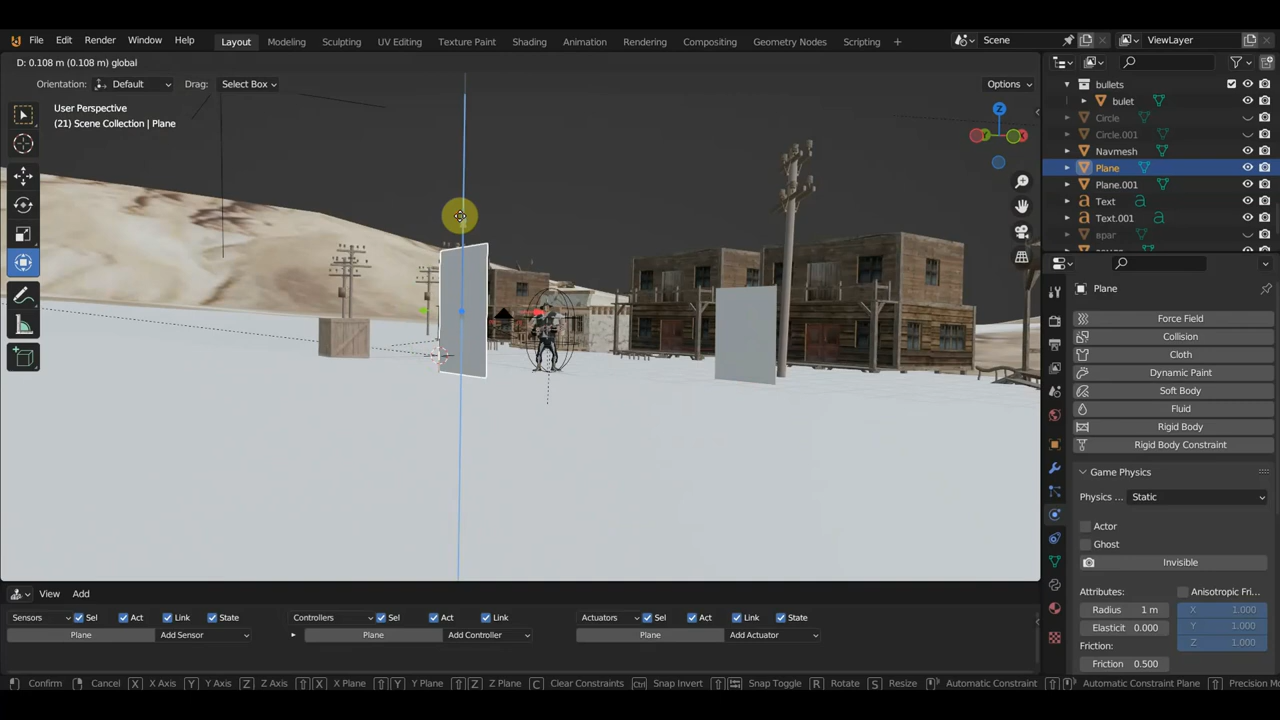 File Edit Render Window Help Layout Modeling Sculpting UV Editing Texture Paint Shading Animation Rendering Compositing Geometry Nodes Scripting + Scene ViewLayer
D: 0.108 m (0.108 m) global
Orientation: Default Drag: Select Box Options
User Perspective
(21) Scene Collection | Plane
Z
Y
X
bullets
bulet
Circle
Circle.001
Navmesh
Plane
Plane.001
Text
Text.001
враг
Plane
Force Field
Collision
Cloth
Dynamic Paint
Soft Body
Fluid
Rigid Body
Rigid Body Constraint
Game Physics
Physics ... Static
Actor
Ghost
Invisible
Attributes: Anisotropic Fri...
Radius 1 m X 1.000
Elasticit 0.000 Y 1.000
Friction: Z 1.000
Friction 0.500
View Add
Sensors Sel Act Link State Controllers Sel Act Link Actuators Sel Act Link State
Plane Add Sensor Plane Add Controller Plane Add Actuator
Confirm Cancel X X Axis Y Y Axis Z Z Axis X X Plane Y Y Plane Z Z Plane C Clear Constraints Ctrl Snap Invert Snap Toggle R Rotate S Resize Automatic Constraint Automatic Constraint Plane Precision Mo